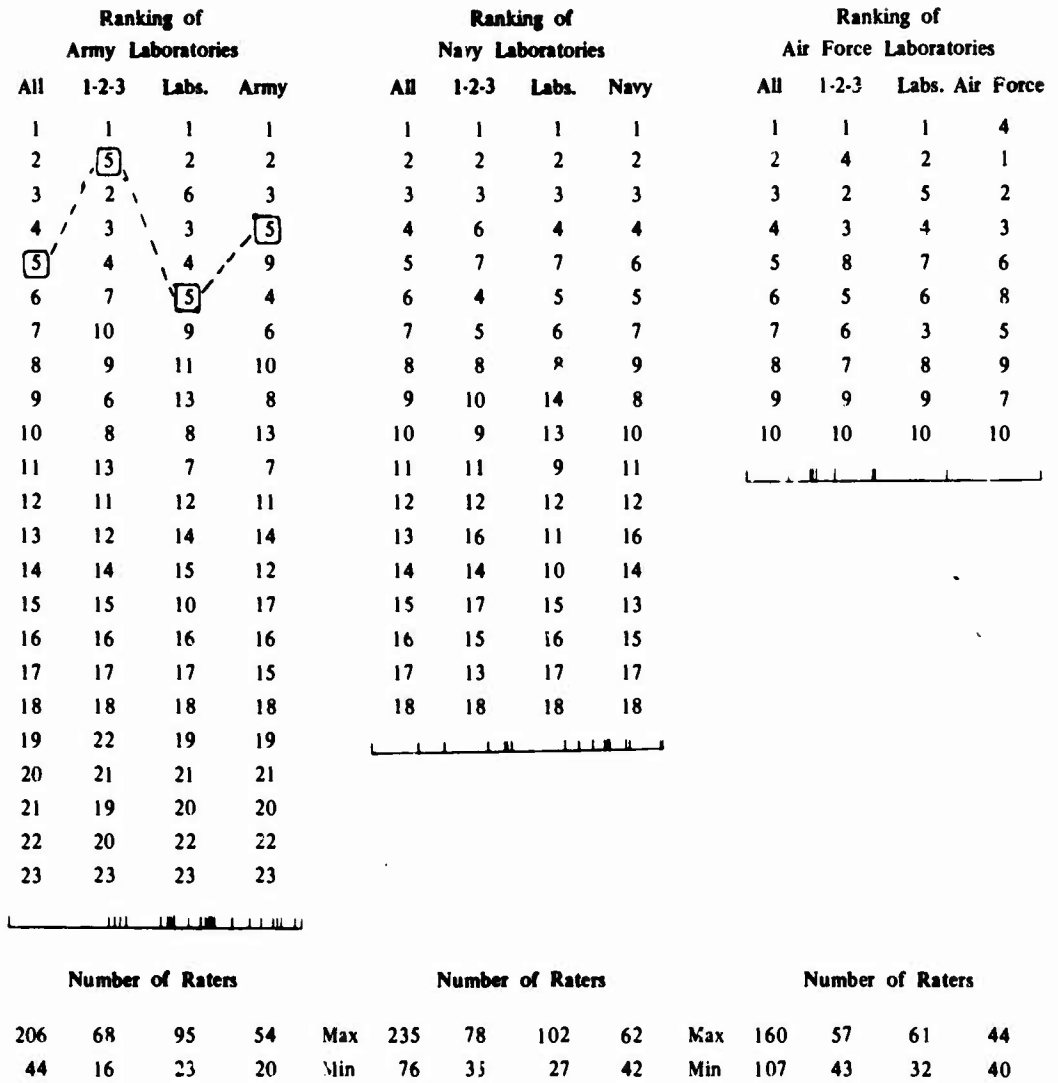 Ranking of Ranking of Ranking of
Army Laboratories Navy Laboratories Air Force Laboratories
All 1-2-3 Labs. Army All 1-2-3 Labs. Navy All 1-2-3 Labs. Air Force
1 1 1 1 1 1 1 1 1 1 1 4
2 5 2 2 2 2 2 2 2 4 2 1
3 2 6 3 3 3 3 3 3 2 5 2
4 3 3 5 4 6 4 4 4 3 4 3
5 4 4 9 5 7 7 6 5 8 7 6
6 7 5 4 6 4 5 5 6 5 6 8
7 10 9 6 7 5 6 7 7 6 3 5
8 9 11 10 8 8 8 9 8 7 8 9
9 6 13 8 9 10 14 8 9 9 9 7
10 8 8 13 10 9 13 10 10 10 10 10
11 13 7 7 11 11 9 11
12 11 12 11 12 12 12 12
13 12 14 14 13 16 11 16
14 14 15 12 14 14 10 14
15 15 10 17 15 17 15 13
16 16 16 16 16 15 16 15
17 17 17 15 17 13 17 17
18 18 18 18 18 18 18 18
19 22 19 19
20 21 21 21
21 19 20 20
22 20 22 22
23 23 23 23
Number of Raters Number of Raters Number of Raters
206 68 95 54 Max 235 78 102 62 Max 160 57 61 44
44 16 23 20 Min 76 35 27 42 Min 107 43 32 40